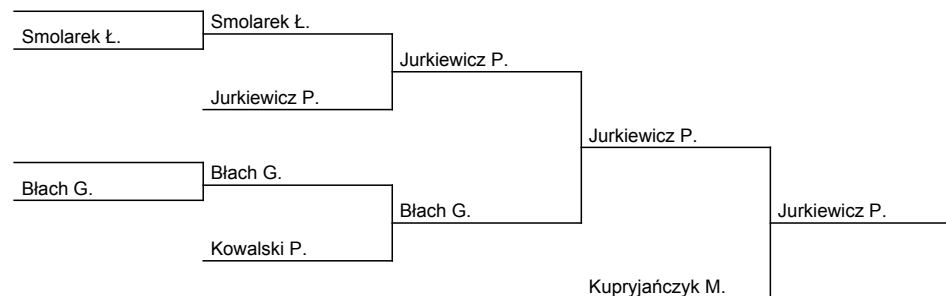 Smolarek Ł.
Smolarek Ł.
Jurkiewicz P.
Jurkiewicz P.
Jurkiewicz P.
Błach G.
Błach G.
Błach G.
Jurkiewicz P.
Kowalski P.
Kupryjańczyk M.